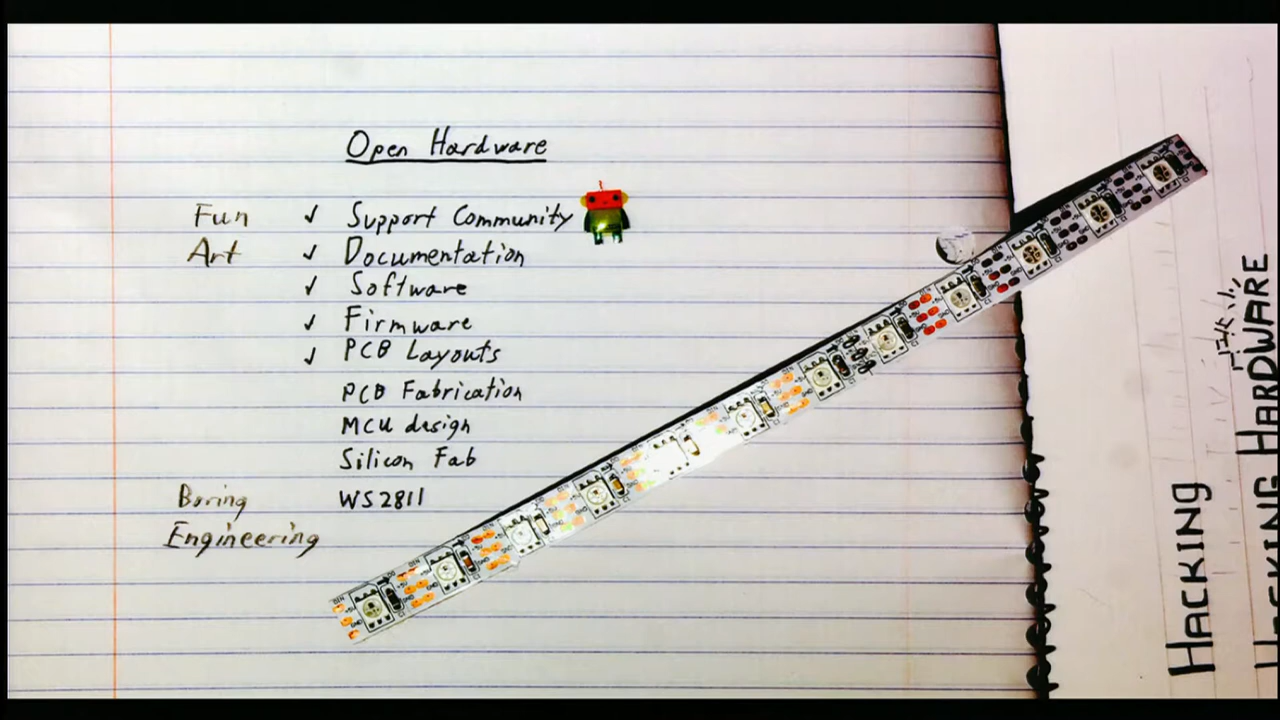 Open Hardware
Fun ✓ Support Community
Art ✓ Documentation
✓ Software
✓ Firmware
✓ PCB Layouts
PCB Fabrication
MCU design
Silicon Fab
Boring WS2811
Engineering
HACKING
HARDWARE